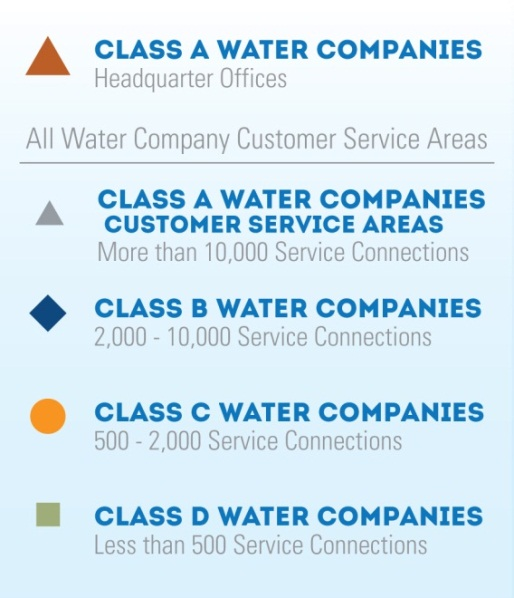 CLASS A WATER COMPANIES
Headquarter Offices
All Water Company Customer Service Areas
CLASS A WATER COMPANIES
CUSTOMER SERVICE AREAS
More than 10,000 Service Connections
CLASS B WATER COMPANIES
2,000 - 10,000 Service Connections
CLASS C WATER COMPANIES
500 - 2,000 Service Connections
CLASS D WATER COMPANIES
Less than 500 Service Connections